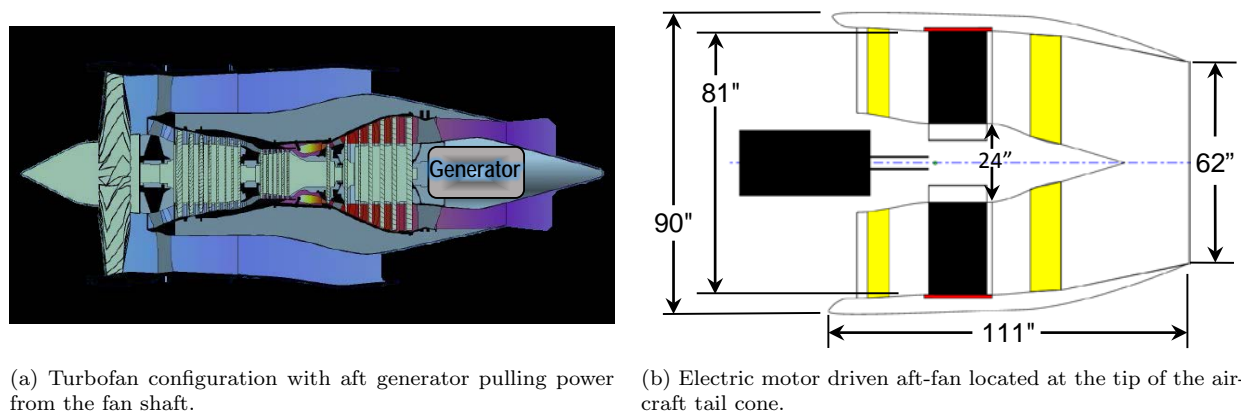 Generator
90"
81"
24”
62”
111"
(a) Turbofan configuration with aft generator pulling power
from the fan shaft.
(b) Electric motor driven aft-fan located at the tip of the air-
craft tail cone.